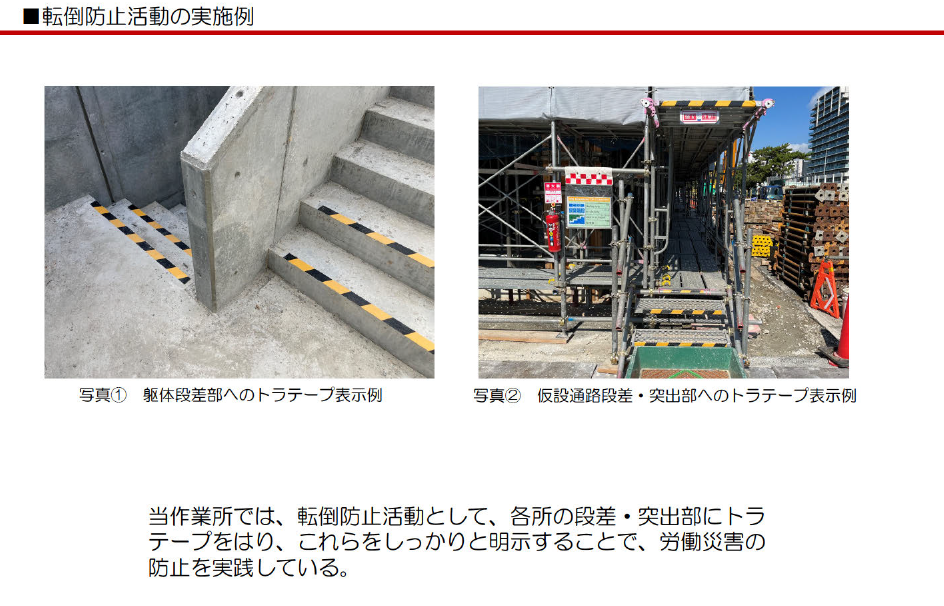 ■転倒防止活動の実施例
写真①　躯体段差部へのトラテープ表示例
写真②　仮設通路段差・突出部へのトラテープ表示例
当作業所では、転倒防止活動として、各所の段差・突出部にトラ
テープをはり、これらをしっかりと明示することで、労働災害の
防止を実践している。